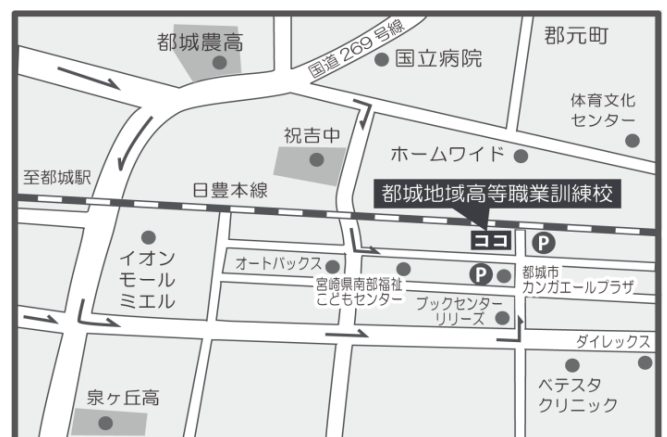 都城農高
国道269号線
国立病院
郡元町
体育文化
センター
祝吉中
ホームワイド
至都城駅
日豊本線
都城地域高等職業訓練校
ココ
P
イオン
モール
ミエル
オートバックス
宮崎県南部福祉
こどもセンター
P
都城市
カンガエールプラザ
ブックセンター
リリーズ
ダイレックス
ベテスタ
クリニック
泉ヶ丘高